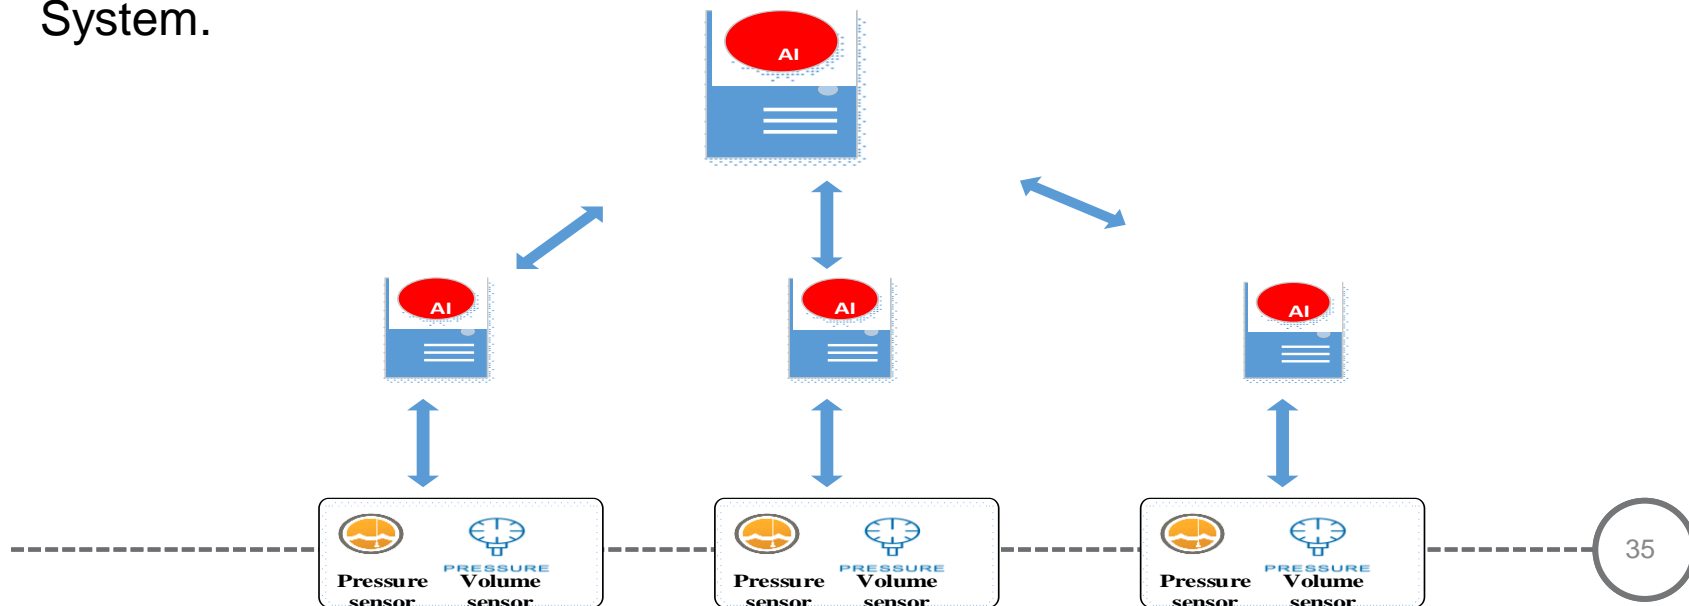 System.
AI
AI
AI
AI
PRESSURE
Pressure Volume
sensor sensor
PRESSURE
Pressure Volume
sensor sensor
PRESSURE
Pressure Volume
sensor sensor
35